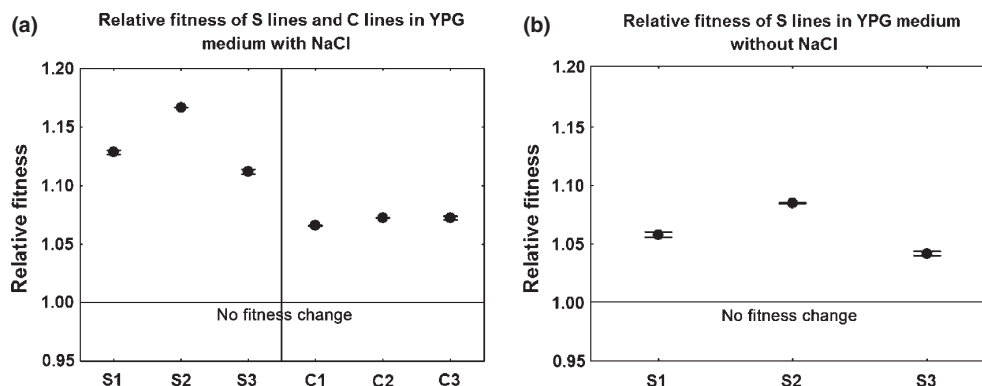 (a)
Relative fitness of S lines and C lines in YPG
medium with NaCl
Relative fitness
1.20
1.15
1.10
1.05
1.00
0.95
No fitness change
S1 S2 S3 C1 C2 C3
(b)
Relative fitness of S lines in YPG medium
without NaCl
Relative fitness
1.20
1.15
1.10
1.05
1.00
0.95
No fitness change
S1 S2 S3